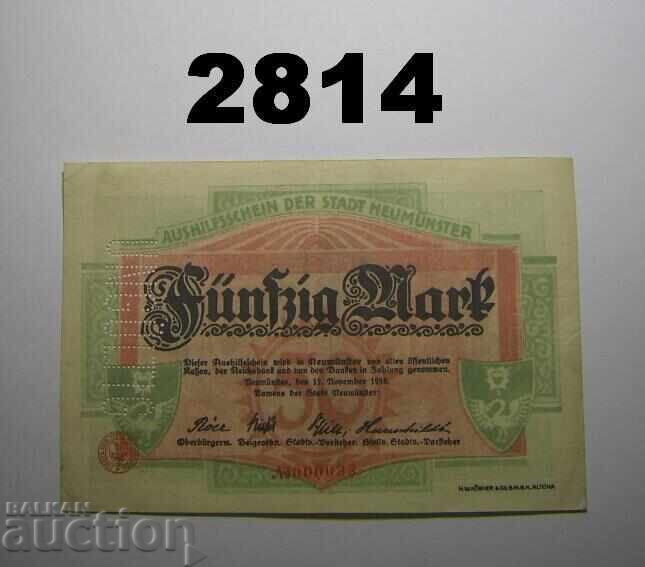 2814
AUSHILFSSCHEIN DER STADT NEUMÜNSTER
Fünfzig Mark
Dieser Aushilfsschein wird in Neumünster von allen öffentlichen
Kassen, der Reichsbank und von den Banken in Zahlung genommen.
Neumünster, den 11. November 1918.
Namens der Stadt Neumünster:
Oberbürgerm. Beigeordn. Stadtv.-Vorsteher. Stellv. Stadtv.-Vorsteher
BALKAN
auction